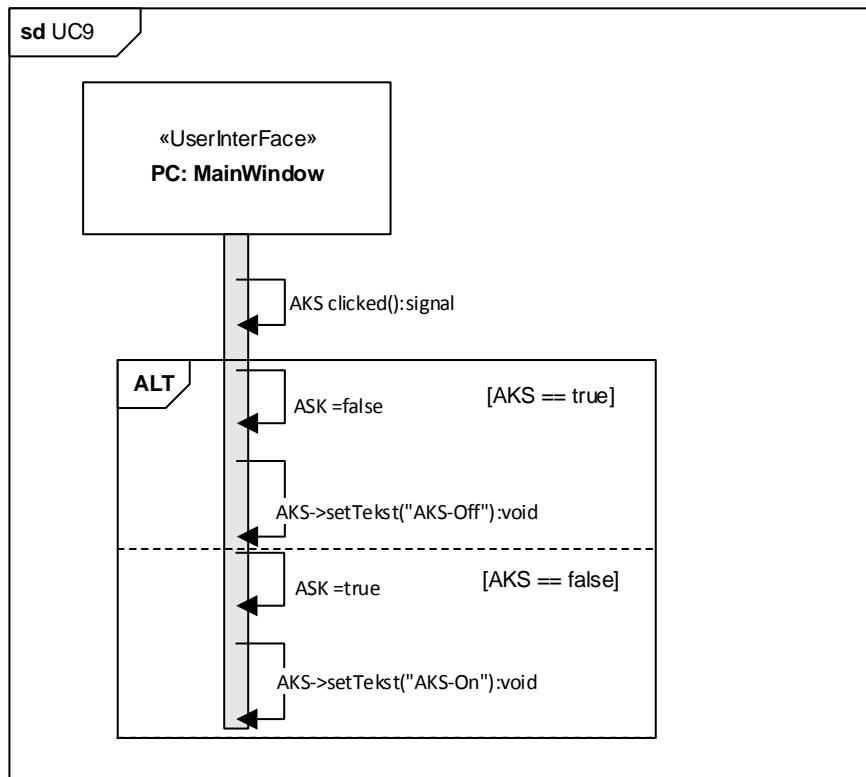 sd UC9
«UserInterFace»
PC: MainWindow
AKS clicked():signal
ALT
[AKS == true]
ASK =false
AKS->setTekst("AKS-Off"):void
[AKS == false]
ASK =true
AKS->setTekst("AKS-On"):void